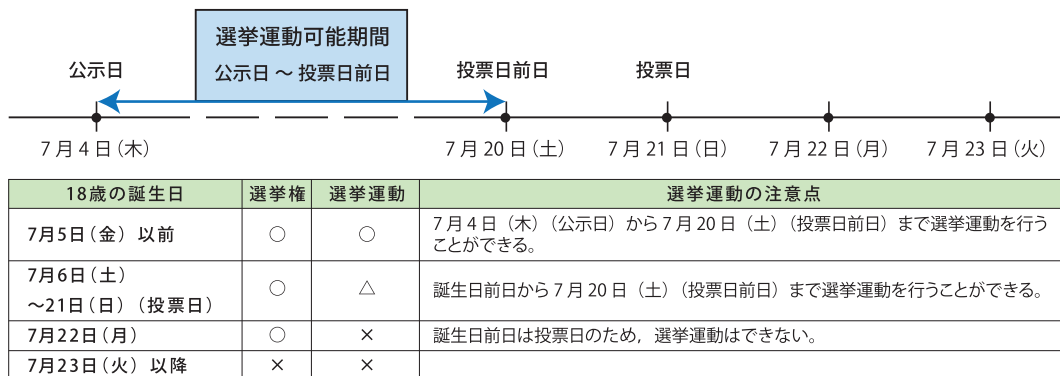 選挙運動可能期間
公示日 ～ 投票日前日
公示日
投票日前日
投票日
7月4日(木)
7月20日(土)
7月21日(日)
7月22日(月)
7月23日(火)
18歳の誕生日 選挙権 選挙運動 選挙運動の注意点
7月5日(金) 以前 ○ ○ 7月4日(木)(公示日)から7月20日(土)(投票日前日)まで選挙運動を行う
ことができる。
7月6日(土)
～21日(日)(投票日) ○ △ 誕生日前日から7月20日(土)(投票日前日)まで選挙運動を行うことができる。
7月22日(月) ○ × 誕生日前日は投票日のため，選挙運動はできない。
7月23日(火) 以降 × ×